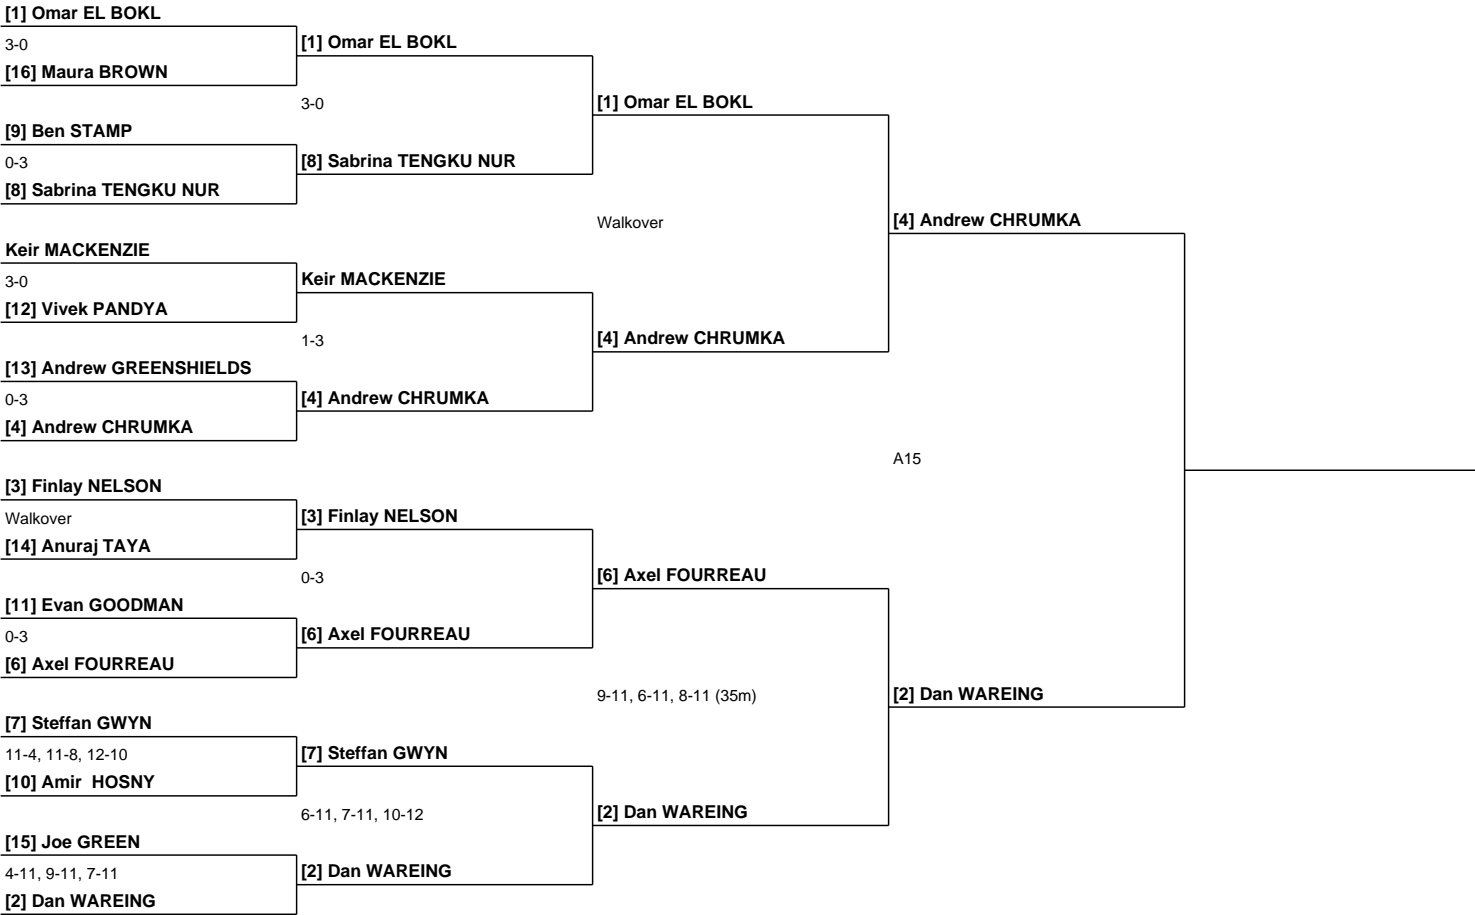 [1] Omar EL BOKL
3-0
[16] Maura BROWN
[9] Ben STAMP
0-3
[8] Sabrina TENGKU NUR
Keir MACKENZIE
3-0
[12] Vivek PANDYA
[13] Andrew GREENSHIELDS
0-3
[4] Andrew CHRUMKA
[3] Finlay NELSON
Walkover
[14] Anuraj TAYA
[11] Evan GOODMAN
0-3
[6] Axel FOURREAU
[7] Steffan GWYN
11-4, 11-8, 12-10
[10] Amir HOSNY
[15] Joe GREEN
4-11, 9-11, 7-11
[2] Dan WAREING
[1] Omar EL BOKL
3-0
[8] Sabrina TENGKU NUR
Keir MACKENZIE
1-3
[4] Andrew CHRUMKA
[3] Finlay NELSON
0-3
[6] Axel FOURREAU
[7] Steffan GWYN
6-11, 7-11, 10-12
[2] Dan WAREING
[1] Omar EL BOKL
Walkover
[4] Andrew CHRUMKA
[6] Axel FOURREAU
9-11, 6-11, 8-11 (35m)
[2] Dan WAREING
[4] Andrew CHRUMKA
A15
[2] Dan WAREING